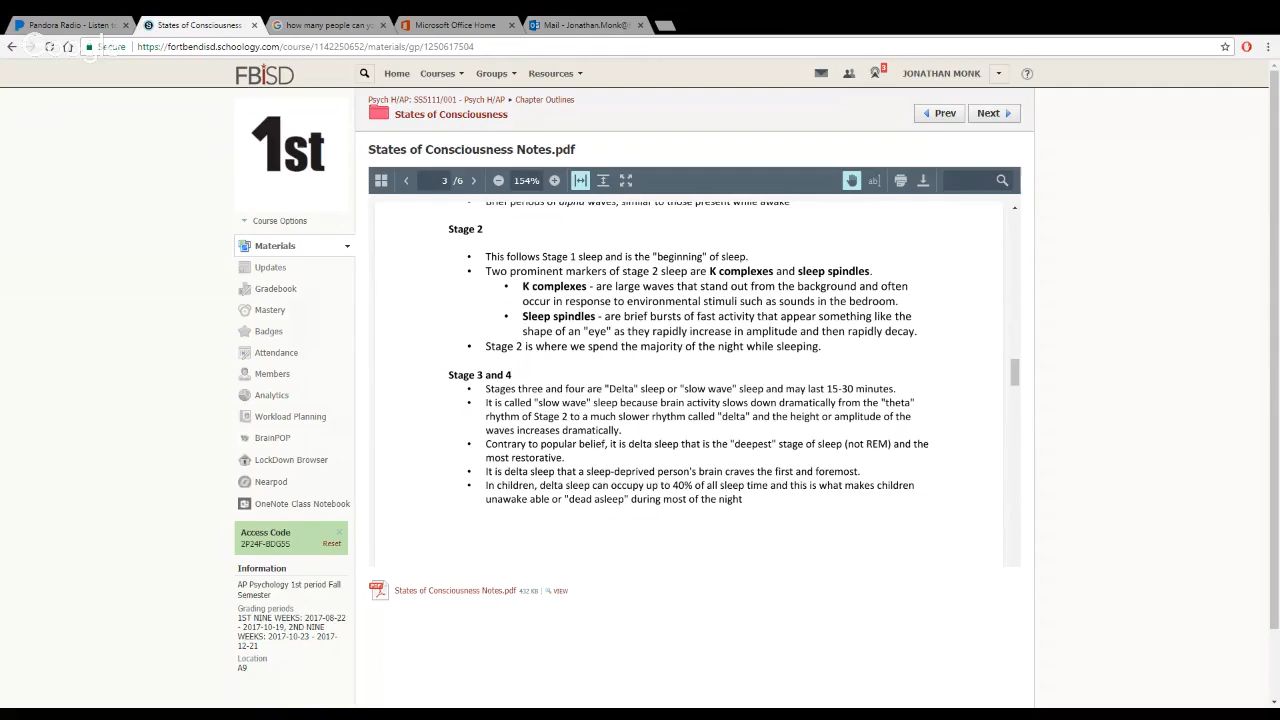 Pandora Radio - Listen to
States of Consciousness
how many people can yo
Microsoft Office Home
Mail - Jonathan.Monk@
Secure https://fortbendisd.schoology.com/course/1142250652/materials/gp/1250617504
FBISD
Home Courses Groups Resources 3 JONATHAN MONK
1st
Psych H/AP: SS5111/001 - Psych H/AP Chapter Outlines
States of Consciousness
Prev Next
States of Consciousness Notes.pdf
3 /6 154% ab
Course Options
Materials
Updates
Gradebook
Mastery
Badges
Attendance
Members
Analytics
Workload Planning
BrainPOP
LockDown Browser
Nearpod
OneNote Class Notebook
Access Code
2P24F-BDG5S Reset
Information
AP Psychology 1st period Fall
Semester
Grading periods
1ST NINE WEEKS: 2017-08-22
- 2017-10-19, 2ND NINE
WEEKS: 2017-10-23 - 2017-
12-21
Location
A9
Brief periods of alpha waves, similar to those present while awake
Stage 2
• This follows Stage 1 sleep and is the "beginning" of sleep.
• Two prominent markers of stage 2 sleep are K complexes and sleep spindles.
• K complexes - are large waves that stand out from the background and often
occur in response to environmental stimuli such as sounds in the bedroom.
• Sleep spindles - are brief bursts of fast activity that appear something like the
shape of an "eye" as they rapidly increase in amplitude and then rapidly decay.
• Stage 2 is where we spend the majority of the night while sleeping.
Stage 3 and 4
• Stages three and four are "Delta" sleep or "slow wave" sleep and may last 15-30 minutes.
• It is called "slow wave" sleep because brain activity slows down dramatically from the "theta"
rhythm of Stage 2 to a much slower rhythm called "delta" and the height or amplitude of the
waves increases dramatically.
• Contrary to popular belief, it is delta sleep that is the "deepest" stage of sleep (not REM) and the
most restorative.
• It is delta sleep that a sleep-deprived person's brain craves the first and foremost.
• In children, delta sleep can occupy up to 40% of all sleep time and this is what makes children
unawake able or "dead asleep" during most of the night
PDF States of Consciousness Notes.pdf 432 KB VIEW